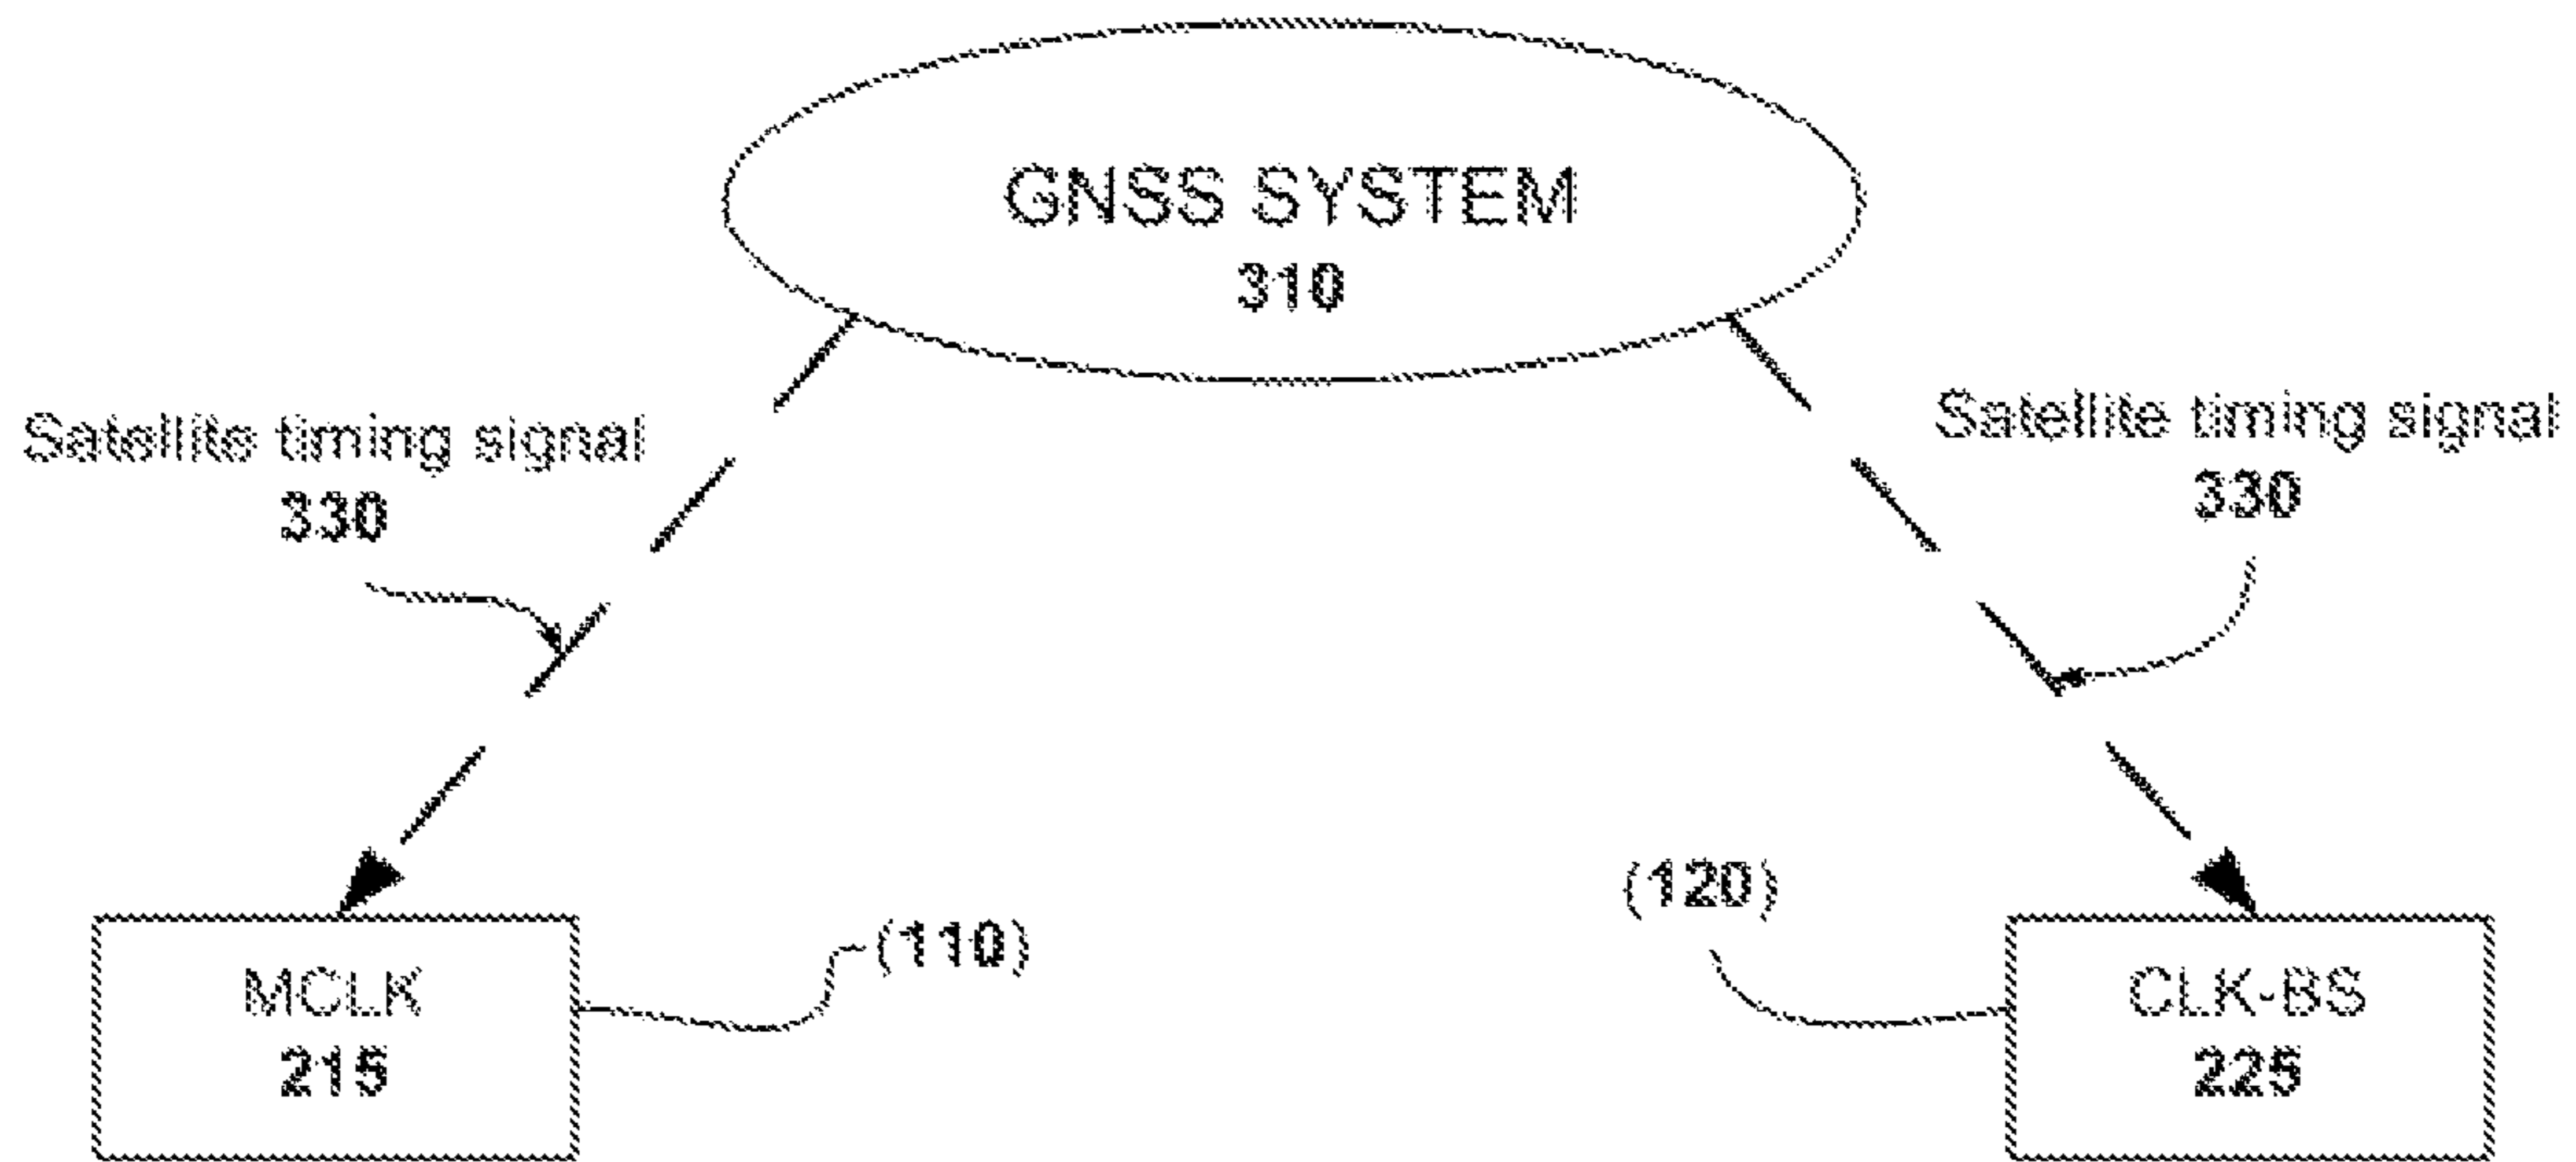 GNSS SYSTEM
310
Satellite timing signal
330
Satellite timing signal
330
(110)
(120)
MCLK
215
CLK-BS
225